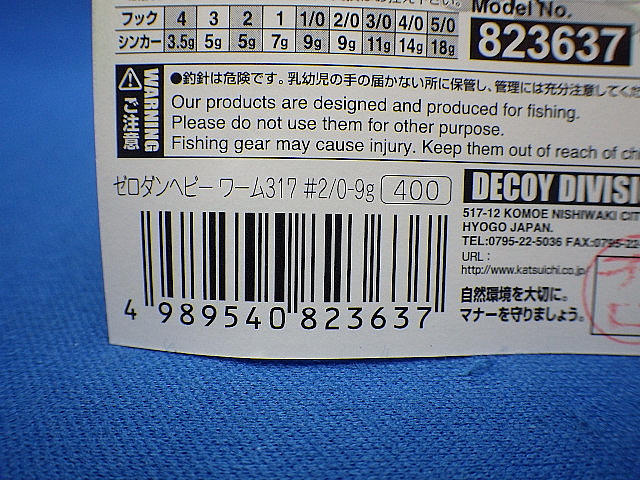 フック 4 3 2 1 1/0 2/0 3/0 4/0 5/0
シンカー 3.5g 5g 5g 7g 9g 9g 11g 14g 18g
Model No.
823637
WARNING
ご注意
●釣針は危険です。乳幼児の手の届かない所に保管し、管理には充分注意してくだ
Our products are designed and produced for fishing.
Please do not use them for other purpose.
Fishing gear may cause injury. Keep them out of reach of chi
ゼロダンヘビー ワーム317 #2/0-9g 400
4 989540 823637
DECOY DIVISI
517-12 KOMOE NISHIWAKI CIT
HYOGO JAPAN.
TEL:0795-22-5036 FAX:0795-22-
URL:
http://www.katsuichi.co.jp
自然環境を大切に。
マナーを守りましょう。